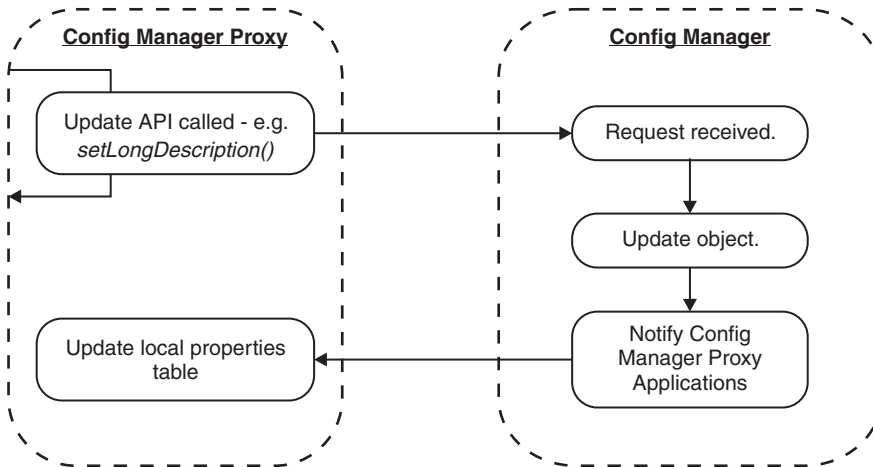 Config Manager Proxy
Config Manager
Update API called - e.g.
setLongDescription()
Request received.
Update object.
Update local properties
table
Notify Config
Manager Proxy
Applications